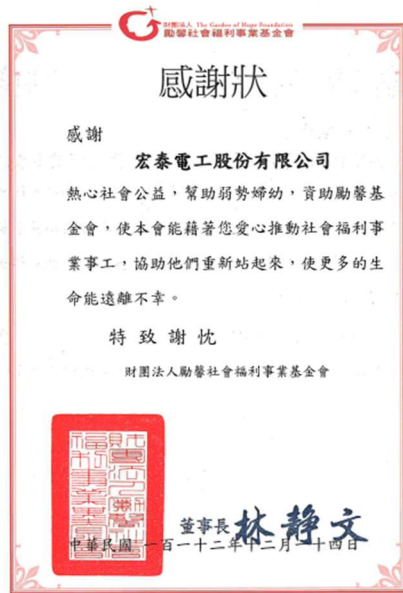 財團法人 The Garden of Hope Foundation
勵馨社會福利事業基金會
感謝狀
感謝
宏泰電工股份有限公司
熱心社會公益，幫助弱勢婦幼，資助勵馨基
金會，使本會能藉著您愛心推動社會福利事
業事工，協助他們重新站起來，使更多的生
命能遠離不幸。
特致謝忱
財團法人勵馨社會福利事業基金會
董事長 林靜文
中華民國 一百一十二年十二月二十四日